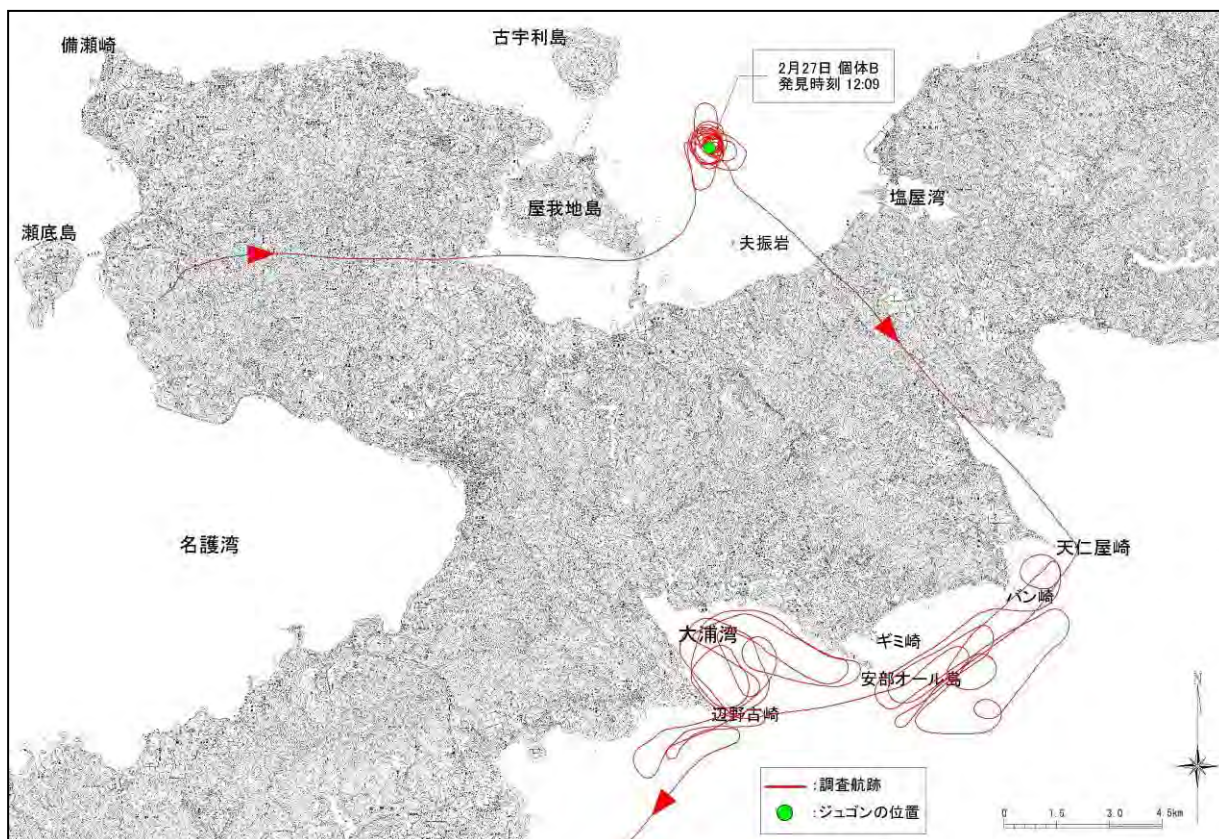 備瀬崎
古宇利島
2月27日 個体B
発見時刻 12:09
塩屋湾
屋我地島
瀬底島
夫振岩
名護湾
天仁屋崎
バン崎
大浦湾
ギミ崎
安部オール島
辺野古崎
N
:調査航跡
:ジュゴンの位置
0 1.5 3.0 4.5km